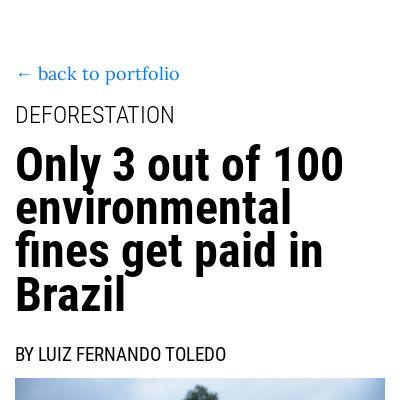 ← back to portfolio
DEFORESTATION
Only 3 out of 100
environmental
fines get paid in
Brazil
BY LUIZ FERNANDO TOLEDO